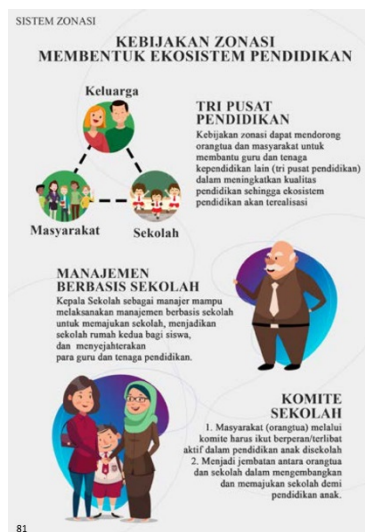 SISTEM ZONASI
KEBIJAKAN ZONASI
MEMBENTUK EKOSISTEM PENDIDIKAN
Keluarga
Masyarakat
Sekolah
TRI PUSAT
PENDIDIKAN
Kebijakan zonasi dapat mendorong
orangtua dan masyarakat untuk
membantu guru dan tenaga
kependidikan lain (tri pusat pendidikan)
dalam meningkatkan kualitas
pendidikan sehingga ekosistem
pendidikan akan terealisasi
MANAJEMEN
BERBASIS SEKOLAH
Kepala Sekolah sebagai manajer mampu
melaksanakan manajemen berbasis sekolah
untuk memajukan sekolah, menjadikan
sekolah rumah kedua bagi siswa,
dan menyejahterakan
para guru dan tenaga pendidikan.
KOMITE
SEKOLAH
1. Masyarakat (orangtua) melalui
komite harus ikut berperan/terlibat
aktif dalam pendidikan anak disekolah
2. Menjadi jembatan antara orangtua
dan sekolah dalam mengembangkan
dan memajukan sekolah demi
pendidikan anak.
81